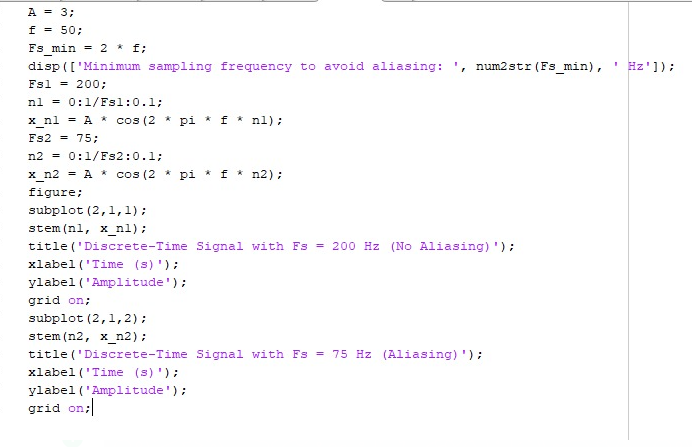 A = 3;
f = 50;
Fs_min = 2 * f;
disp(['Minimum sampling frequency to avoid aliasing: ', num2str(Fs_min), ' Hz']);
Fs1 = 200;
n1 = 0:1/Fs1:0.1;
x_n1 = A * cos(2 * pi * f * n1);
Fs2 = 75;
n2 = 0:1/Fs2:0.1;
x_n2 = A * cos(2 * pi * f * n2);
figure;
subplot(2,1,1);
stem(n1, x_n1);
title('Discrete-Time Signal with Fs = 200 Hz (No Aliasing)');
xlabel('Time (s)');
ylabel('Amplitude');
grid on;
subplot(2,1,2);
stem(n2, x_n2);
title('Discrete-Time Signal with Fs = 75 Hz (Aliasing)');
xlabel('Time (s)');
ylabel('Amplitude');
grid on;